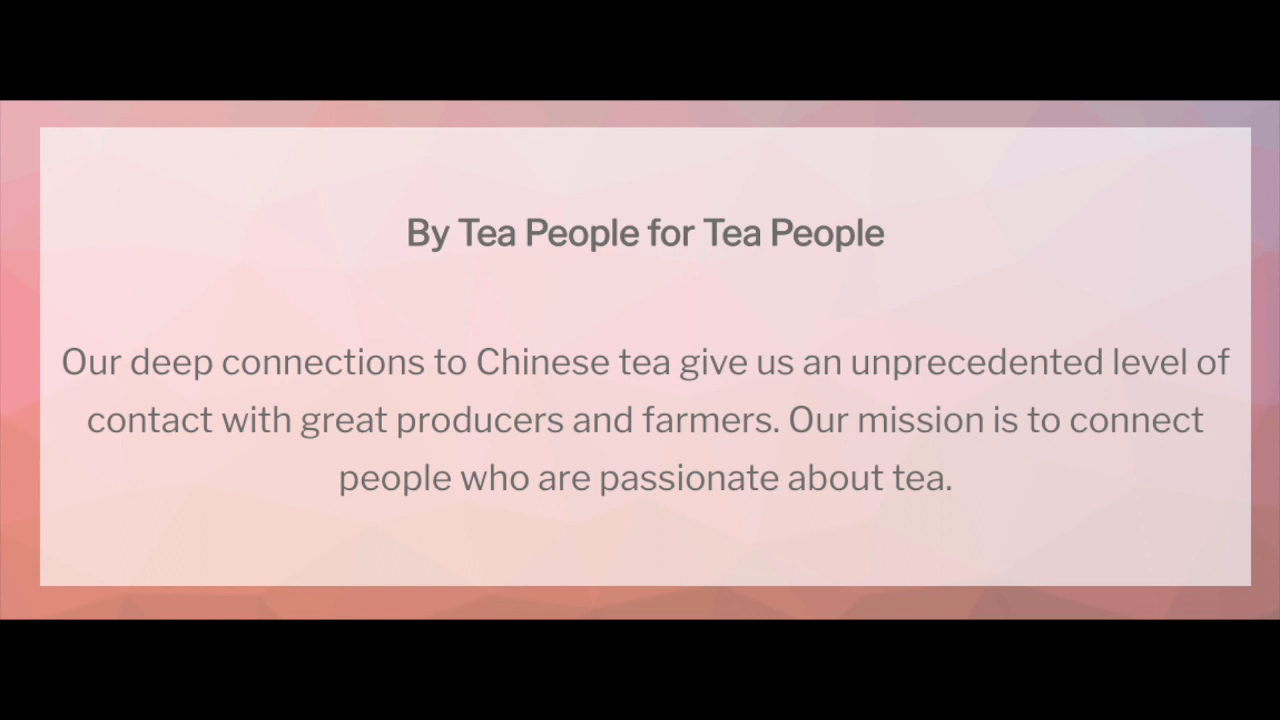 By Tea People for Tea People
Our deep connections to Chinese tea give us an unprecedented level of
contact with great producers and farmers. Our mission is to connect
people who are passionate about tea.